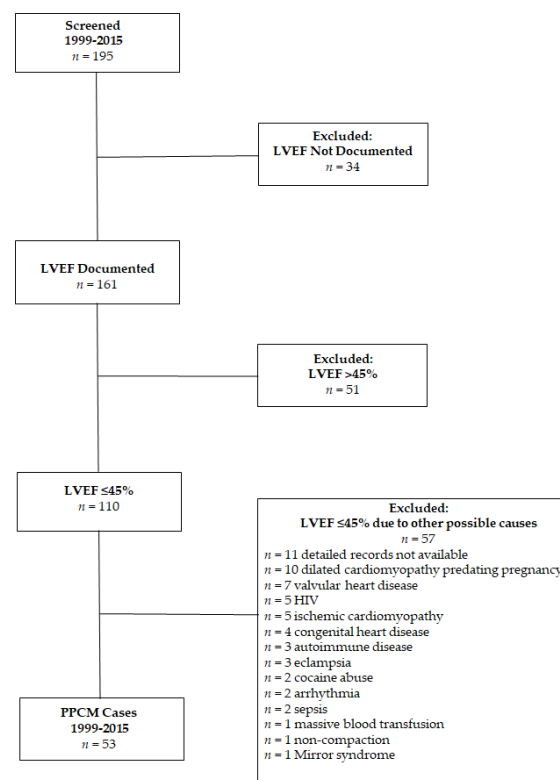 Screened
1999-2015
n = 195
Excluded:
LVEF Not Documented
n = 34
LVEF Documented
n = 161
Excluded:
LVEF >45%
n = 51
LVEF ≤45%
n = 110
Excluded:
LVEF ≤45% due to other possible causes
n = 57
n = 11 detailed records not available
n = 10 dilated cardiomyopathy predating pregnancy
n = 7 valvular heart disease
n = 5 HIV
n = 5 ischemic cardiomyopathy
n = 4 congenital heart disease
n = 3 autoimmune disease
n = 3 eclampsia
n = 2 cocaine abuse
n = 2 arrhythmia
n = 2 sepsis
n = 1 massive blood transfusion
n = 1 non-compaction
n = 1 Mirror syndrome
PPCM Cases
1999-2015
n = 53